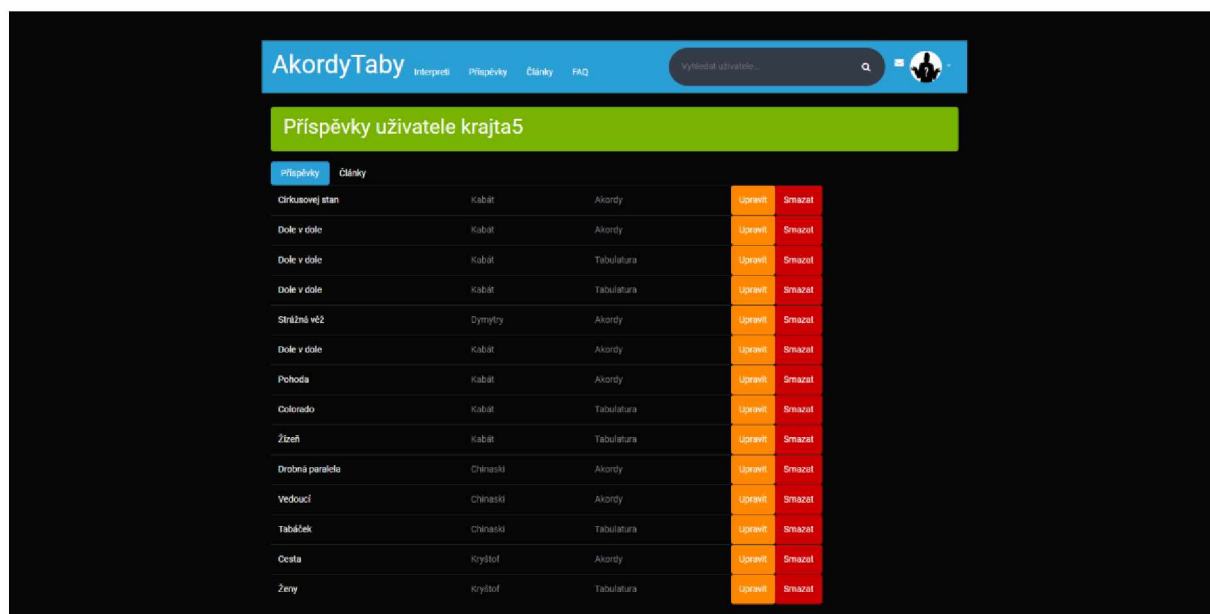 AkordyTaby Interpreti Příspěvky Články FAQ Vyhledat uživatele...
Příspěvky uživatele krajta5
Příspěvky Články
Cirkusovej stan Kabát Akordy Upravit Smazat
Dole v dole Kabát Akordy Upravit Smazat
Dole v dole Kabát Tabulatura Upravit Smazat
Dole v dole Kabát Tabulatura Upravit Smazat
Strážná věž Dymytry Akordy Upravit Smazat
Dole v dole Kabát Akordy Upravit Smazat
Pohoda Kabát Akordy Upravit Smazat
Colorado Kabát Tabulatura Upravit Smazat
Žízeň Kabát Tabulatura Upravit Smazat
Drobná paralela Chinaski Akordy Upravit Smazat
Vedoucí Chinaski Akordy Upravit Smazat
Tabáček Chinaski Tabulatura Upravit Smazat
Cesta Kryštof Akordy Upravit Smazat
Ženy Kryštof Tabulatura Upravit Smazat